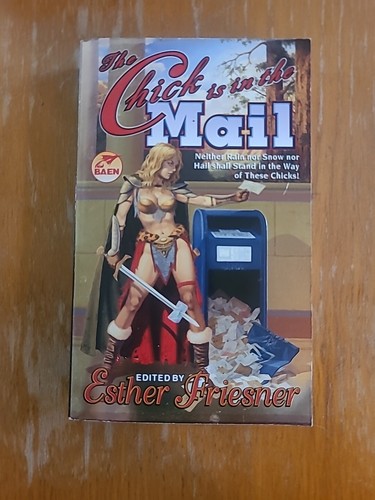 The
Chick is in the
Mail
Neither Rain nor Snow nor
Hail shall Stand in the Way
of These Chicks!
BAEN
EDITED BY
Esther Friesner